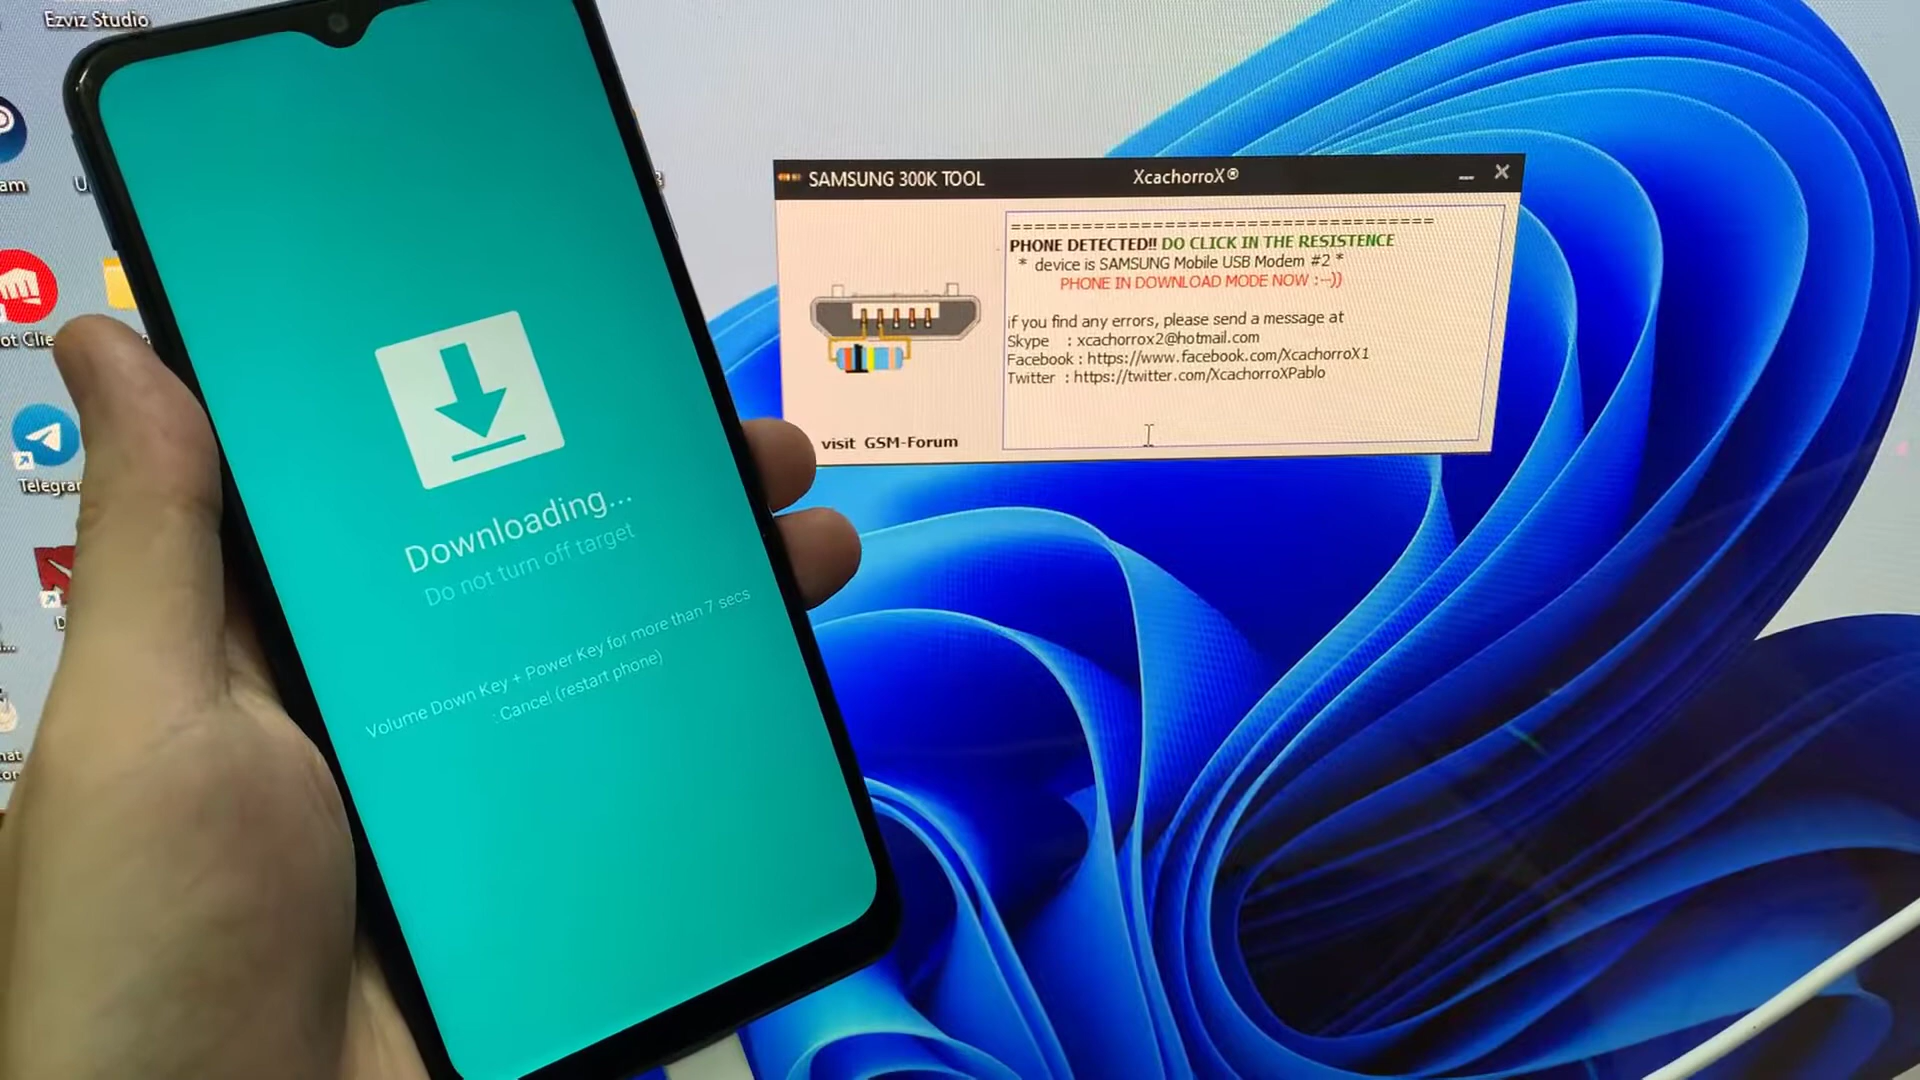 Ezviz Studio
am
U
ot Clie
Telegra
D
Downloading...
Do not turn off target
Volume Down Key + Power Key for more than 7 secs
: Cancel (restart phone)
SAMSUNG 300K TOOL
XcachorroX®
====================================
PHONE DETECTED!! DO CLICK IN THE RESISTENCE
* device is SAMSUNG Mobile USB Modem #2 *
PHONE IN DOWNLOAD MODE NOW :--))
if you find any errors, please send a message at
Skype : xcachorrox2@hotmail.com
Facebook : https://www.facebook.com/XcachorroX1
Twitter : https://twitter.com/XcachorroXPablo
visit GSM-Forum